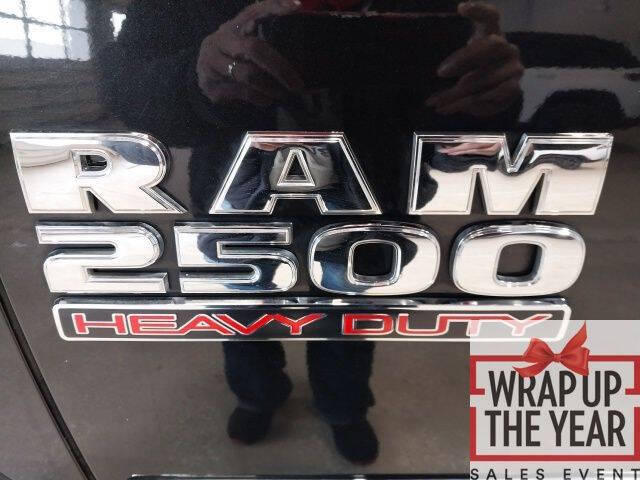 RAM
2500
HEAVY DUTY
WRAP UP
THE YEAR
SALES EVENT